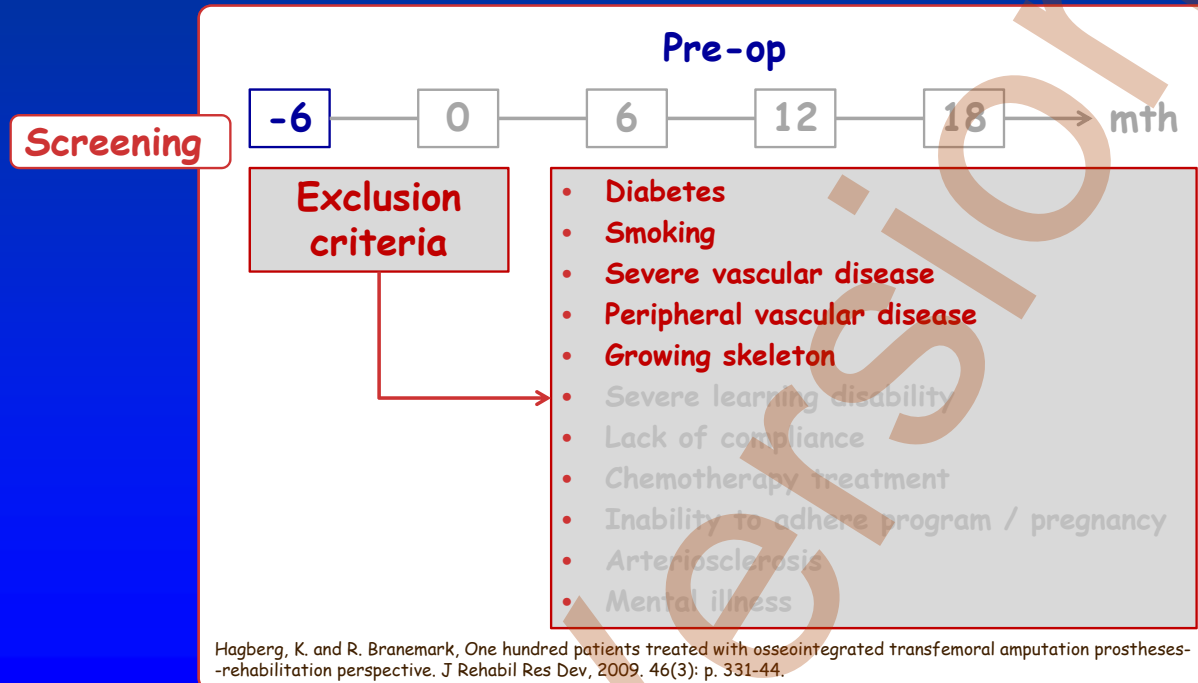 Pre-op
-6 0 6 12 18 mth
Screening
Exclusion
criteria
• Diabetes
• Smoking
• Severe vascular disease
• Peripheral vascular disease
• Growing skeleton
• Severe learning disability
• Lack of compliance
• Chemotherapy treatment
• Inability to adhere program / pregnancy
• Arteriosclerosis
• Mental illness
Hagberg, K. and R. Branemark, One hundred patients treated with osseointegrated transfemoral amputation prostheses-
-rehabilitation perspective. J Rehabil Res Dev, 2009. 46(3): p. 331-44.
ersion